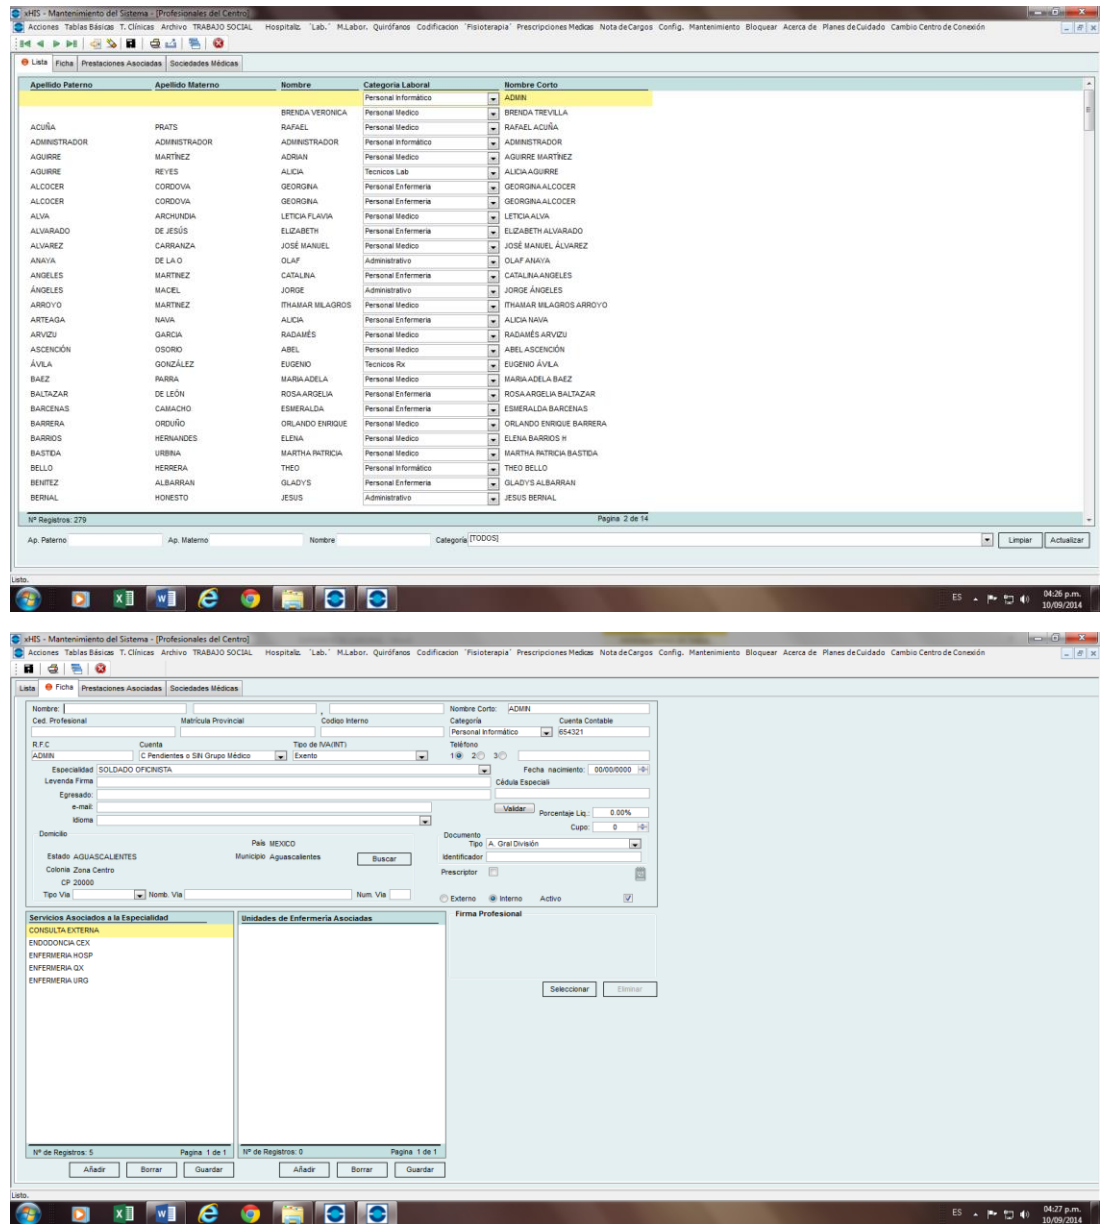 xHIS - Mantenimiento del Sistema - [Profesionales del Centro]
Acciones Tablas Básicas T. Clínicas Archivo TRABAJO SOCIAL Hospitaliz. `Lab.´ M.Labor. Quirófanos Codificacion ´Fisioterapia´ Prescripciones Medicas Nota de Cargos Config. Mantenimiento Bloquear Acerca de Planes de Cuidado Cambio Centro de Conexión
Lista Ficha Prestaciones Asociadas Sociedades Médicas
Apellido Paterno Apellido Materno Nombre Categoria Laboral Nombre Corto
Personal Informático ADMIN
BRENDA VERONICA Personal Medico BRENDA TREVILLA
ACUÑA PRATS RAFAEL Personal Medico RAFAEL ACUÑA
ADMINISTRADOR ADMINISTRADOR ADMINISTRADOR Personal Informático ADMINISTRADOR
AGUIRRE MARTÍNEZ ADRIAN Personal Medico AGUIRRE MARTÍNEZ
AGUIRRE REYES ALICIA Tecnicos Lab ALICIA AGUIRRE
ALCOCER CORDOVA GEORGINA Personal Enfermeria GEORGINA ALCOCER
ALCOCER CORDOVA GEORGINA Personal Enfermeria GEORGINA ALCOCER
ALVA ARCHUNDIA LETICIA FLAVIA Personal Medico LETICIA ALVA
ALVARADO DE JESÚS ELIZABETH Personal Enfermeria ELIZABETH ALVARADO
ALVAREZ CARRANZA JOSÉ MANUEL Personal Medico JOSÉ MANUEL ÁLVAREZ
ANAYA DE LA O OLAF Administrativo OLAF ANAYA
ANGELES MARTINEZ CATALINA Personal Enfermeria CATALINA ANGELES
ÁNGELES MACIEL JORGE Administrativo JORGE ÁNGELES
ARROYO MARTINEZ ITHAMAR MILAGROS Personal Medico ITHAMAR MILAGROS ARROYO
ARTEAGA NAVA ALICIA Personal Enfermeria ALICIA NAVA
ARVIZU GARCIA RADAMÉS Personal Medico RADAMÉS ARVIZU
ASCENCIÓN OSORIO ABEL Personal Medico ABEL ASCENCIÓN
ÁVILA GONZÁLEZ EUGENIO Tecnicos Rx EUGENIO ÁVILA
BAEZ PARRA MARIA ADELA Personal Medico MARIA ADELA BAEZ
BALTAZAR DE LEÓN ROSA ARGELIA Personal Enfermeria ROSA ARGELIA BALTAZAR
BARCENAS CAMACHO ESMERALDA Personal Enfermeria ESMERALDA BARCENAS
BARRERA ORDUÑO ORLANDO ENRIQUE Personal Medico ORLANDO ENRIQUE BARRERA
BARRIOS HERNANDES ELENA Personal Medico ELENA BARRIOS H
BASTIDA URBINA MARTHA PATRICIA Personal Medico MARTHA PATRICIA BASTIDA
BELLO HERRERA THEO Personal Informático THEO BELLO
BENITEZ ALBARRAN GLADYS Personal Enfermeria GLADYS ALBARRAN
BERNAL HONESTO JESUS Administrativo JESUS BERNAL
Nº Registros: 279 Pagina 2 de 14
Ap. Paterno Ap. Materno Nombre Categoría [TODOS] Limpiar Actualizar
Listo.
ES 04:26 p.m.
10/09/2014
xHIS - Mantenimiento del Sistema - [Profesionales del Centro]
Acciones Tablas Básicas T. Clínicas Archivo TRABAJO SOCIAL Hospitaliz. `Lab.´ M.Labor. Quirófanos Codificacion ´Fisioterapia´ Prescripciones Medicas Nota de Cargos Config. Mantenimiento Bloquear Acerca de Planes de Cuidado Cambio Centro de Conexión
Lista Ficha Prestaciones Asociadas Sociedades Médicas
Nombre: , Nombre Corto: ADMIN
Ced. Profesional Matrícula Provincial Codigo Interno Categoría Cuenta Contable
Personal Informático 654321
R.F.C Cuenta Tipo de IVA(INT) Teléfono
ADMIN C Pendientes o SIN Grupo Médico Exento 1 2 3
Especialidad SOLDADO OFICINISTA Fecha nacimiento: 00/00/0000
Leyenda Firma Cédula Especiali
Egresado:
e-mail: Validar Porcentaje Liq.: 0.00%
Idioma Cupo: 0
Domicilio Documento
País MEXICO Tipo A. Gral División
Estado AGUASCALIENTES Municipio Aguascalientes Buscar Identificador
Colonia Zona Centro Prescriptor
CP 20000
Tipo Via Nomb. Via Num. Via Externo Interno Activo
Servicios Asociados a la Especialidad Unidades de Enfermería Asociadas Firma Profesional
CONSULTA EXTERNA
ENDODONCIA CEX
ENFERMERIA HOSP
ENFERMERIA QX
ENFERMERIA URG
Seleccionar Eliminar
Nº de Registros: 5 Pagina 1 de 1 Nº de Registros: 0 Pagina 1 de 1
Añadir Borrar Guardar Añadir Borrar Guardar
Listo.
ES 04:27 p.m.
10/09/2014